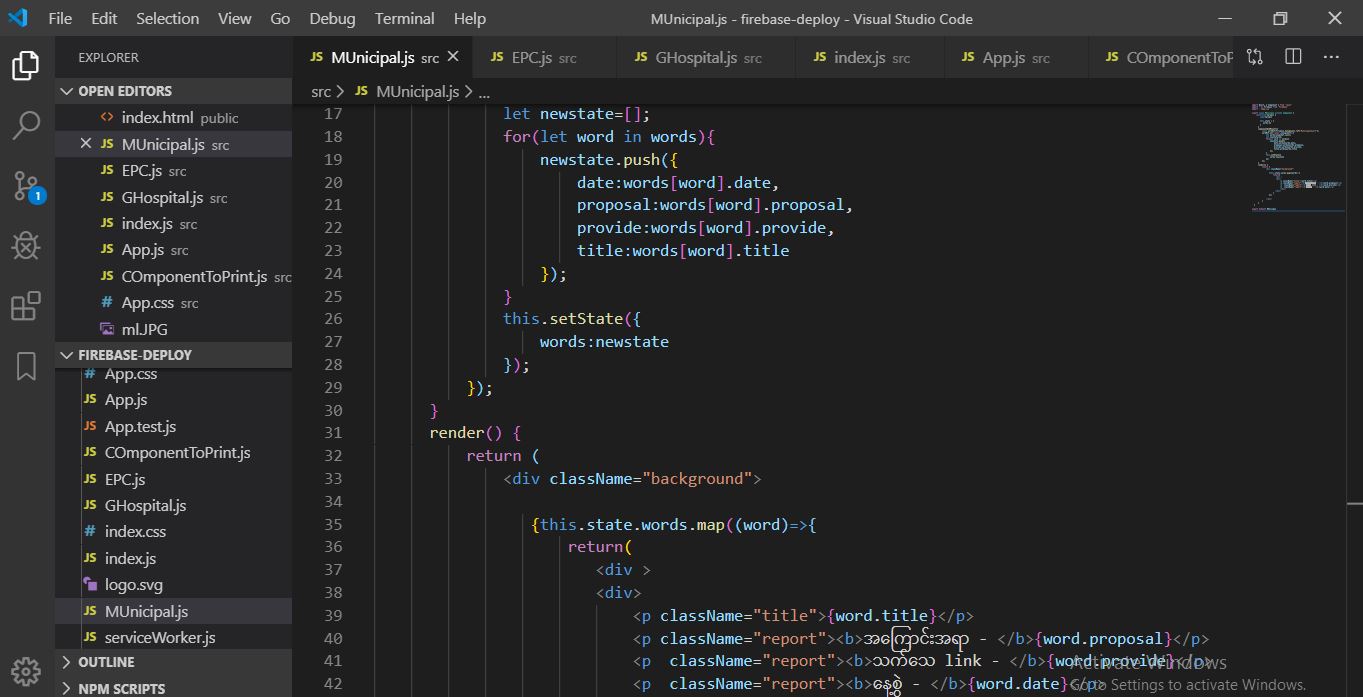 File Edit Selection View Go Debug Terminal Help MUnicipal.js - firebase-deploy - Visual Studio Code
EXPLORER
OPEN EDITORS
index.html public
MUnicipal.js src
EPC.js src
GHospital.js src
index.js src
App.js src
COmponentToPrint.js src
App.css src
ml.JPG
FIREBASE-DEPLOY
App.css
App.js
App.test.js
COmponentToPrint.js
EPC.js
GHospital.js
index.css
index.js
logo.svg
MUnicipal.js
serviceWorker.js
OUTLINE
NPM SCRIPTS
1
JS MUnicipal.js src JS EPC.js src JS GHospital.js src JS index.js src JS App.js src JS COmponentToP
src > JS MUnicipal.js > ...
17 let newstate=[];
18 for(let word in words){
19 newstate.push({
20 date:words[word].date,
21 proposal:words[word].proposal,
22 provide:words[word].provide,
23 title:words[word].title
24 });
25 }
26 this.setState({
27 words:newstate
28 });
29 });
30 }
31 render() {
32 return (
33 <div className="background">
34
35 {this.state.words.map((word)=>{
36 return(
37 <div >
38 <div>
39 <p className="title">{word.title}</p>
40 <p className="report"><b>အကြောင်းအရာ - </b>{word.proposal}</p>
41 <p  className="report"><b>သက်သေ link - </b>{word.provide}</p>
42 <p  className="report"><b>နေ့စွဲ - </b>{word.date}</p>
Activate Windows
Go to Settings to activate Windows.